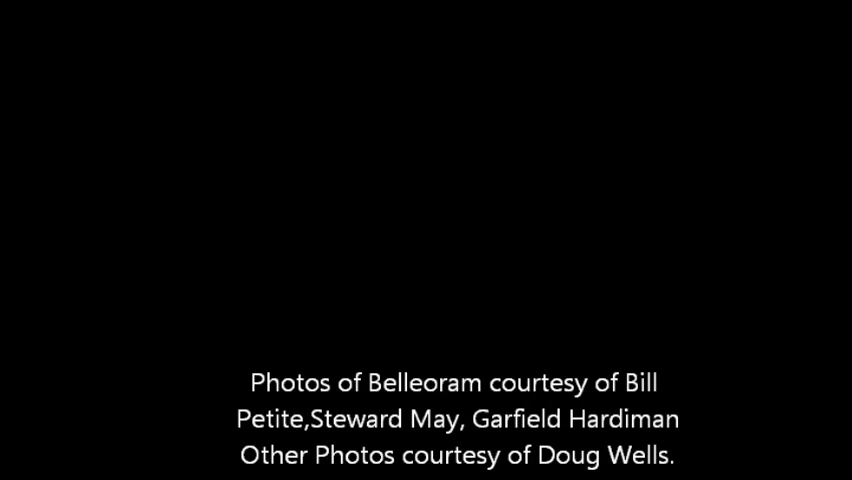 Photos of Belleoram courtesy of Bill
Petite,Steward May, Garfield Hardiman
Other Photos courtesy of Doug Wells.